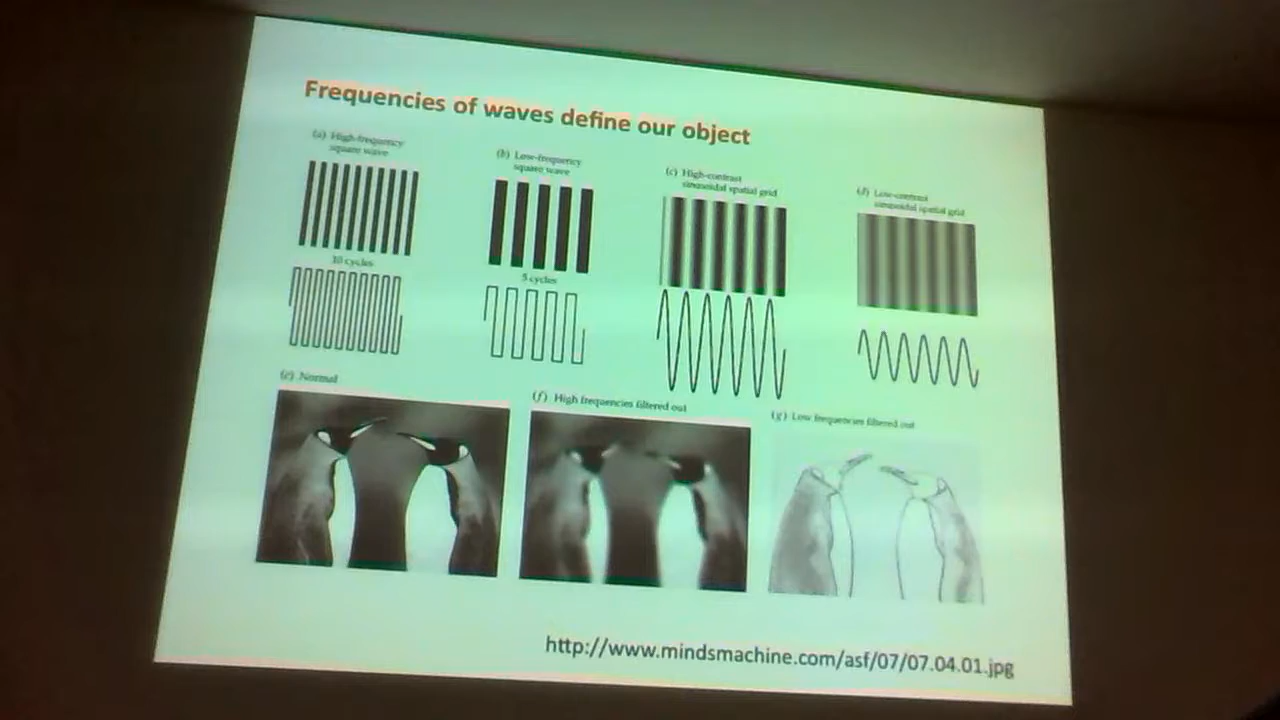 Frequencies of waves define our object
(a) High-frequency
square wave
(b) Low-frequency
square wave
(c) High-contrast
sinusoidal spatial grid
(d) Low-contrast
sinusoidal spatial grid
10 cycles
5 cycles
(e) Normal
(f) High frequencies filtered out
(g) Low frequencies filtered out
http://www.mindsmachine.com/asf/07/07.04.01.jpg